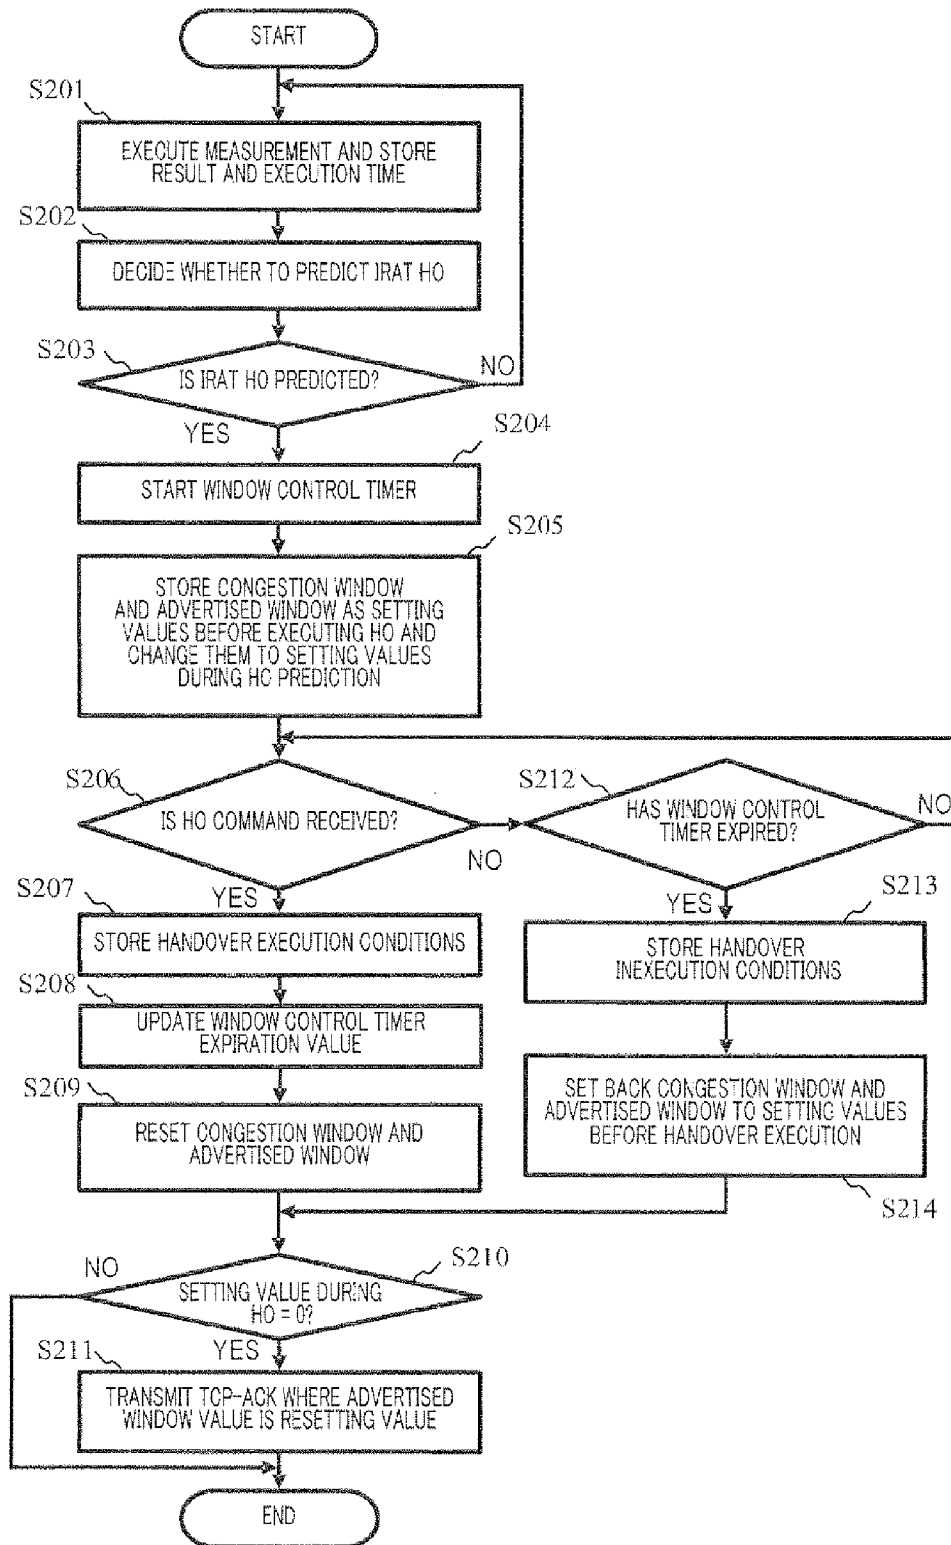 START
S201
EXECUTE MEASUREMENT AND STORE
RESULT AND EXECUTION TIME
S202
DECIDE WHETHER TO PREDICT IRAT HO
S203
IS IRAT HO PREDICTED?
NO
YES
S204
START WINDOW CONTROL TIMER
S205
STORE CONGESTION WINDOW
AND ADVERTISED WINDOW AS SETTING
VALUES BEFORE EXECUTING HO AND
CHANGE THEM TO SETTING VALUES
DURING HO PREDICTION
S206
IS HO COMMAND RECEIVED?
NO
YES
S212
HAS WINDOW CONTROL
TIMER EXPIRED?
NO
YES
S207
STORE HANDOVER EXECUTION CONDITIONS
S213
STORE HANDOVER
INEXECUTION CONDITIONS
S208
UPDATE WINDOW CONTROL TIMER
EXPIRATION VALUE
S209
RESET CONGESTION WINDOW AND
ADVERTISED WINDOW
SET BACK CONGESTION WINDOW AND
ADVERTISED WINDOW TO SETTING VALUES
BEFORE HANDOVER EXECUTION
S214
S210
NO
SETTING VALUE DURING
HO = 0?
YES
S211
TRANSMIT TCP-ACK WHERE ADVERTISED
WINDOW VALUE IS RESETTING VALUE
END